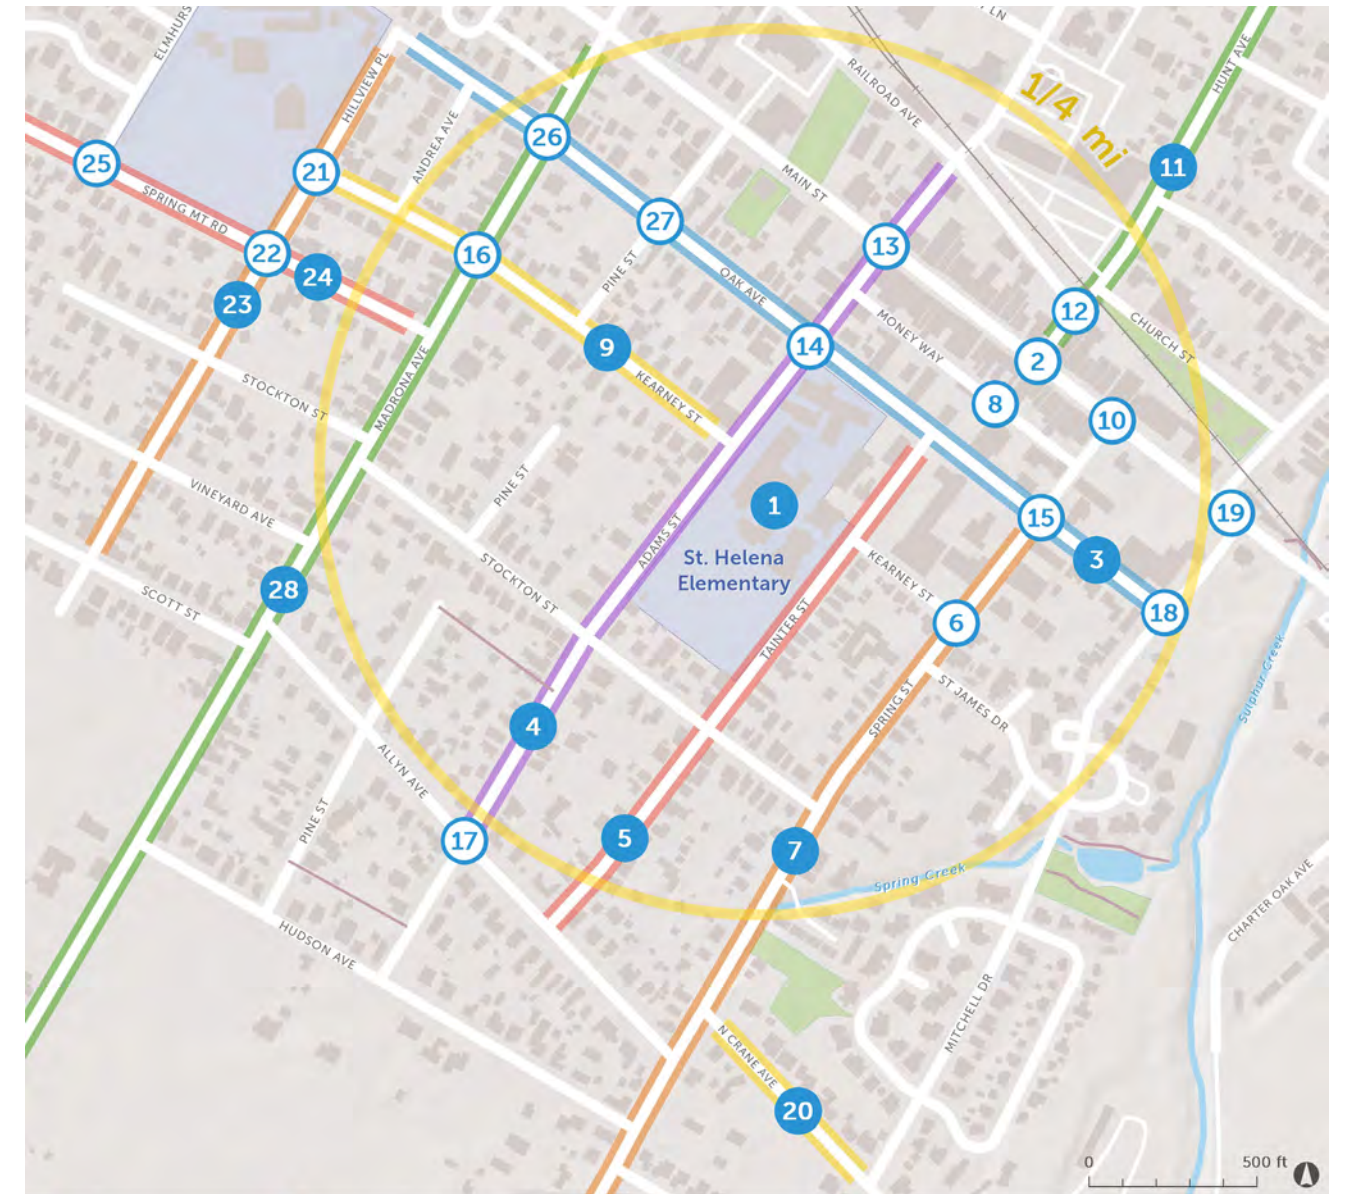 ELMHURS
LN
HUNT AVE
HILLVIEW PL
RAILROAD AVE
1/4 mi
ANDREA AVE
26
11
25
21
MAIN ST
SPRING MT RD
27
13
22
16
24
PINE ST
OAK AVE
23
12
CHURCH ST
MONEY WAY
14
9
2
MADRONA AVE
STOCKTON ST
KEARNEY ST
8
10
PINE ST
VINEYARD AVE
1
15
19
ADAMS ST
St. Helena
Elementary
3
STOCKTON ST
KEARNEY ST
28
SCOTT ST
TAINTER ST
6
18
Sulphur Creek
SPRING ST
ST JAMES DR
4
ALLYN AVE
PINE ST
17
5
7
Spring Creek
CHARTER OAK AVE
HUDSON AVE
MITCHELL DR
N CRANE AVE
20
0 500 ft